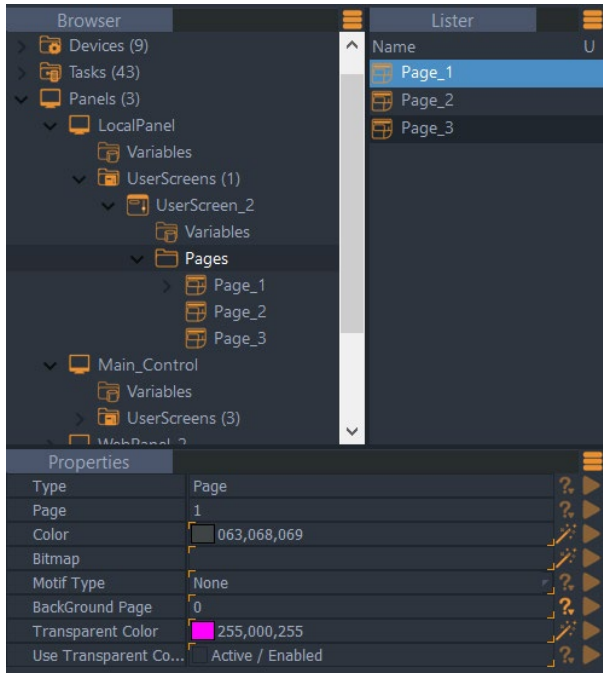 Browser
Devices (9)
Tasks (43)
Panels (3)
LocalPanel
Variables
UserScreens (1)
UserScreen_2
Variables
Pages
Page_1
Page_2
Page_3
Main_Control
Variables
UserScreens (3)
WebPanel_2
Lister
Name U
Page_1
Page_2
Page_3
Properties
Type Page
Page 1
Color 063,068,069
Bitmap
Motif Type None
BackGround Page 0
Transparent Color 255,000,255
Use Transparent Co... Active / Enabled